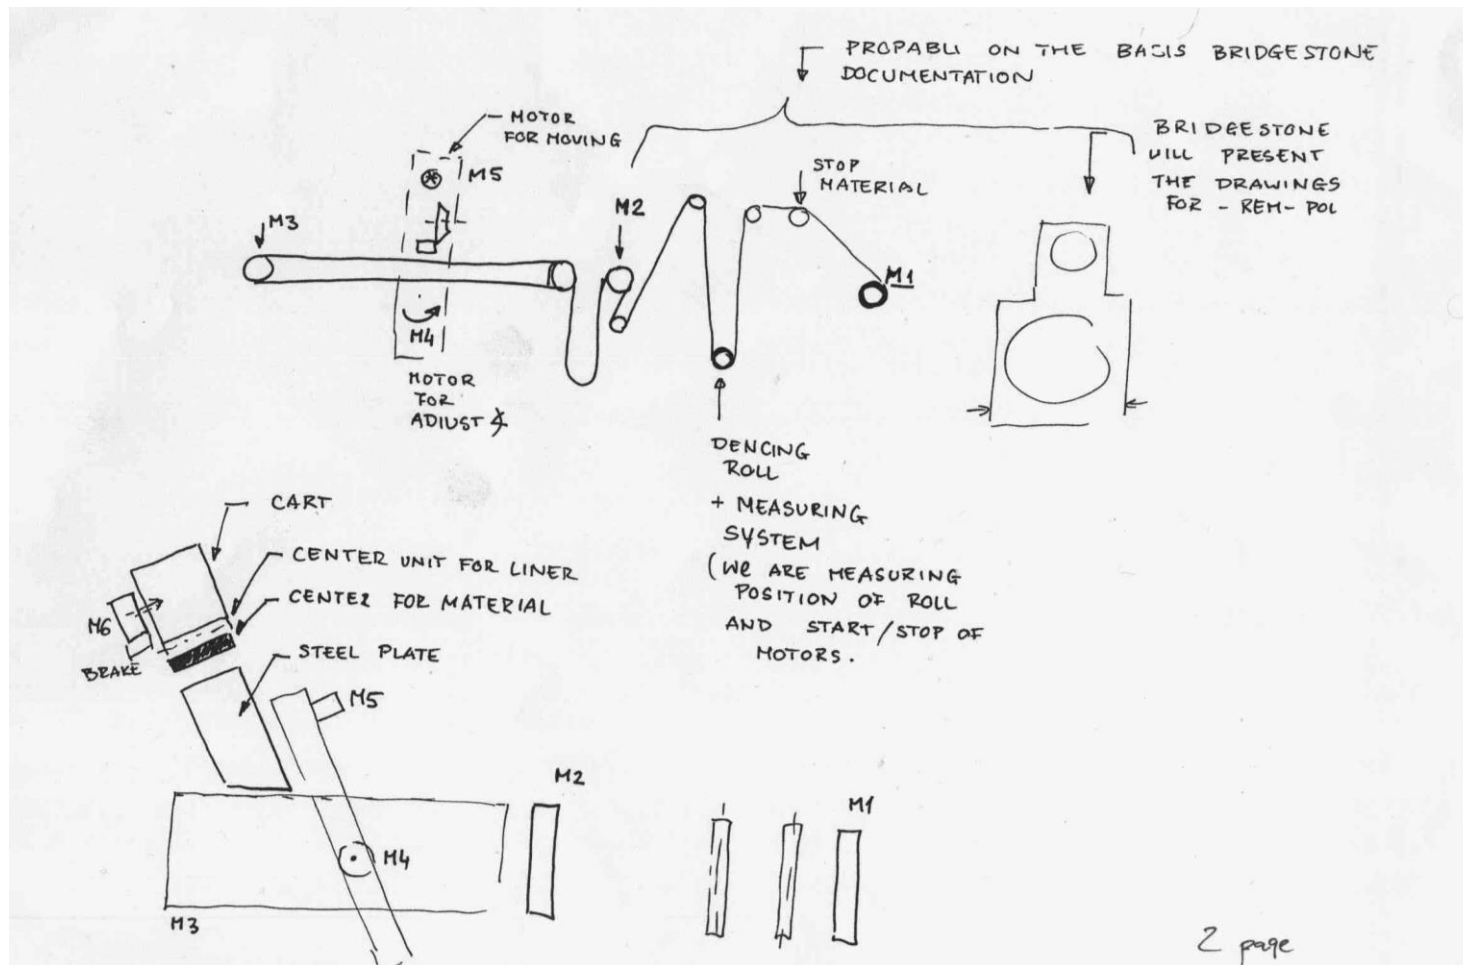 PROPABLI ON THE BASIS BRIDGESTONE
DOCUMENTATION
MOTOR
FOR MOVING
BRIDGESTONE
WILL PRESENT
THE DRAWINGS
FOR - REM - POL
STOP
MATERIAL
M5
M3
M2
M1
M4
MOTOR
FOR
ADIUST
DENCING
ROLL
+ MEASURING
SYSTEM
(WE ARE MEASURING
POSITION OF ROLL
AND START/STOP OF
MOTORS.
CART
CENTER UNIT FOR LINER
CENTER FOR MATERIAL
M6
BRAKE
STEEL PLATE
M5
M2
M1
M4
M3
2 page